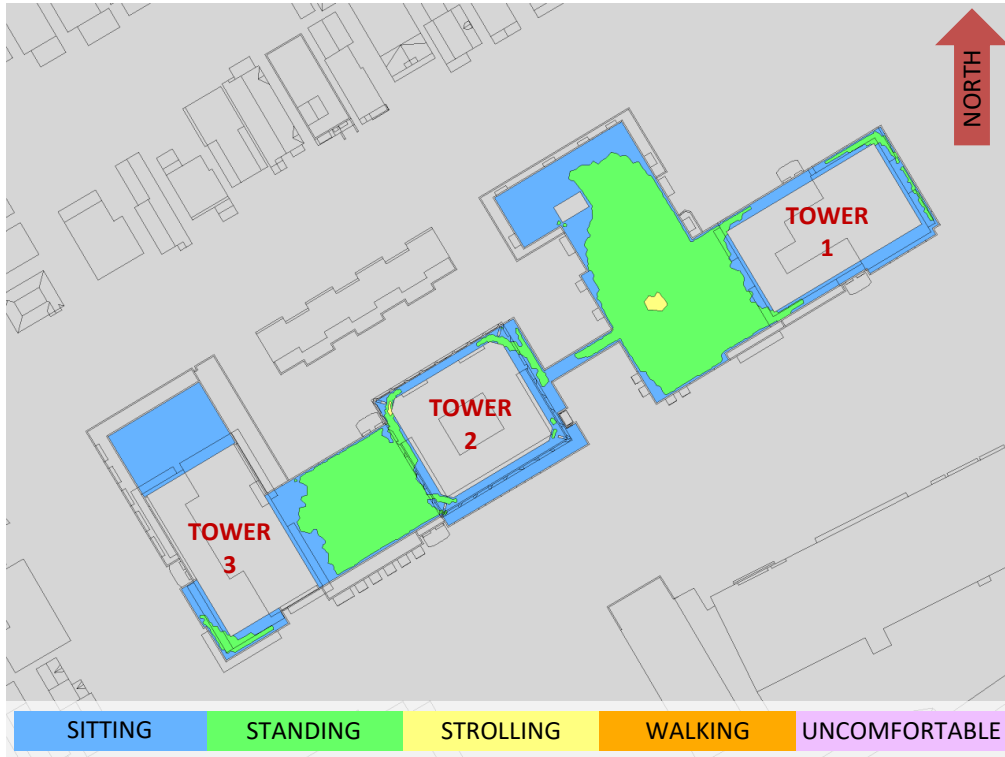 NORTH
TOWER
1
TOWER
2
TOWER
3
SITTING
STANDING
STROLLING
WALKING
UNCOMFORTABLE